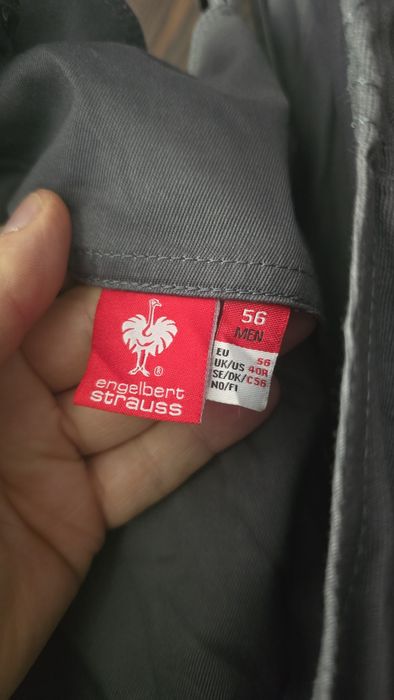 ®
engelbert
strauss
56
MEN
EU 56
UK/US 40R
SE/DK/ C56
NO/FI